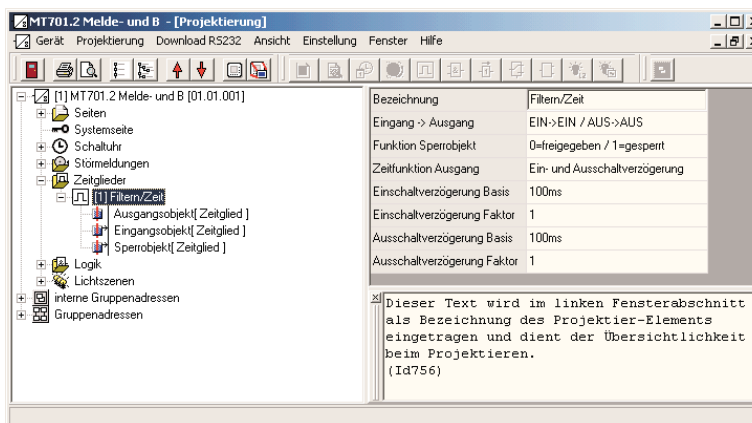 MT701.2 Melde- und B - [Projektierung]
Gerät Projektierung Download RS232 Ansicht Einstellung Fenster Hilfe
[1] MT701.2 Melde- und B [01.01.001]
Seiten
Systemseite
Schaltuhr
Störmeldungen
Zeitglieder
[1] Filtern/Zeit
Ausgangsobjekt[ Zeitglied ]
Eingangsobjekt[ Zeitglied ]
Sperrobjekt[ Zeitglied ]
Logik
Lichtszenen
interne Gruppenadressen
Gruppenadressen
Bezeichnung Filtern/Zeit
Eingang -> Ausgang EIN->EIN / AUS->AUS
Funktion Sperrobjekt 0=freigegeben / 1=gesperrt
Zeitfunktion Ausgang Ein- und Ausschaltverzögerung
Einschaltverzögerung Basis 100ms
Einschaltverzögerung Faktor 1
Ausschaltverzögerung Basis 100ms
Ausschaltverzögerung Faktor 1
Dieser Text wird im linken Fensterabschnitt
als Bezeichnung des Projektier-Elements
eingetragen und dient der Übersichtlichkeit
beim Projektieren.
(Id756)